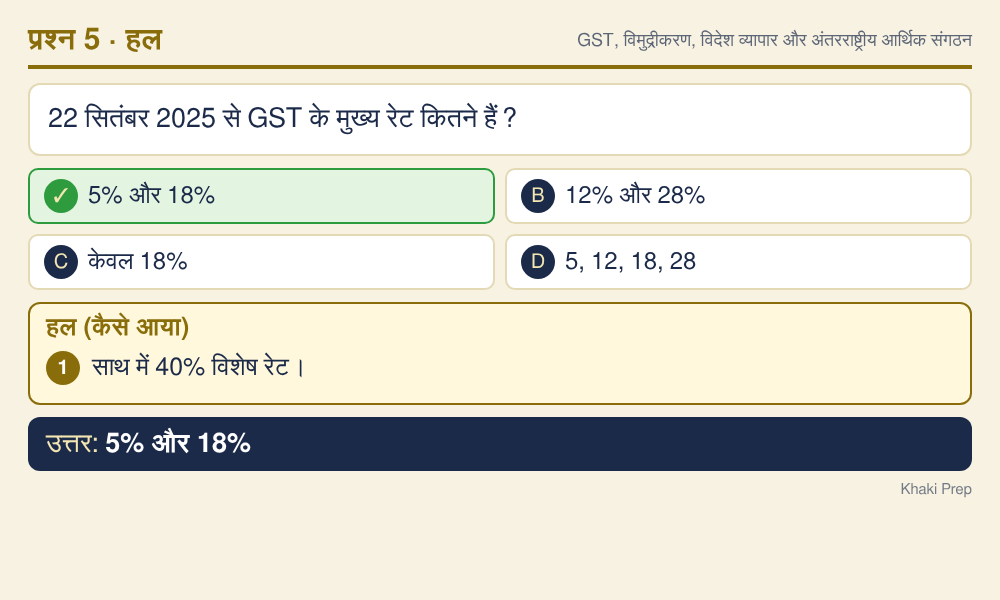 प्रश्न 5 · हल
GST, विमुद्रीकरण, विदेश व्यापार और अंतरराष्ट्रीय आर्थिक संगठन
22 सितंबर 2025 से GST के मुख्य रेट कितने हैं ?
✓ 5% और 18%
B 12% और 28%
C केवल 18%
D 5, 12, 18, 28
हल (कैसे आया)
1 साथ में 40% विशेष रेट।
उत्तर: 5% और 18%
Khaki Prep